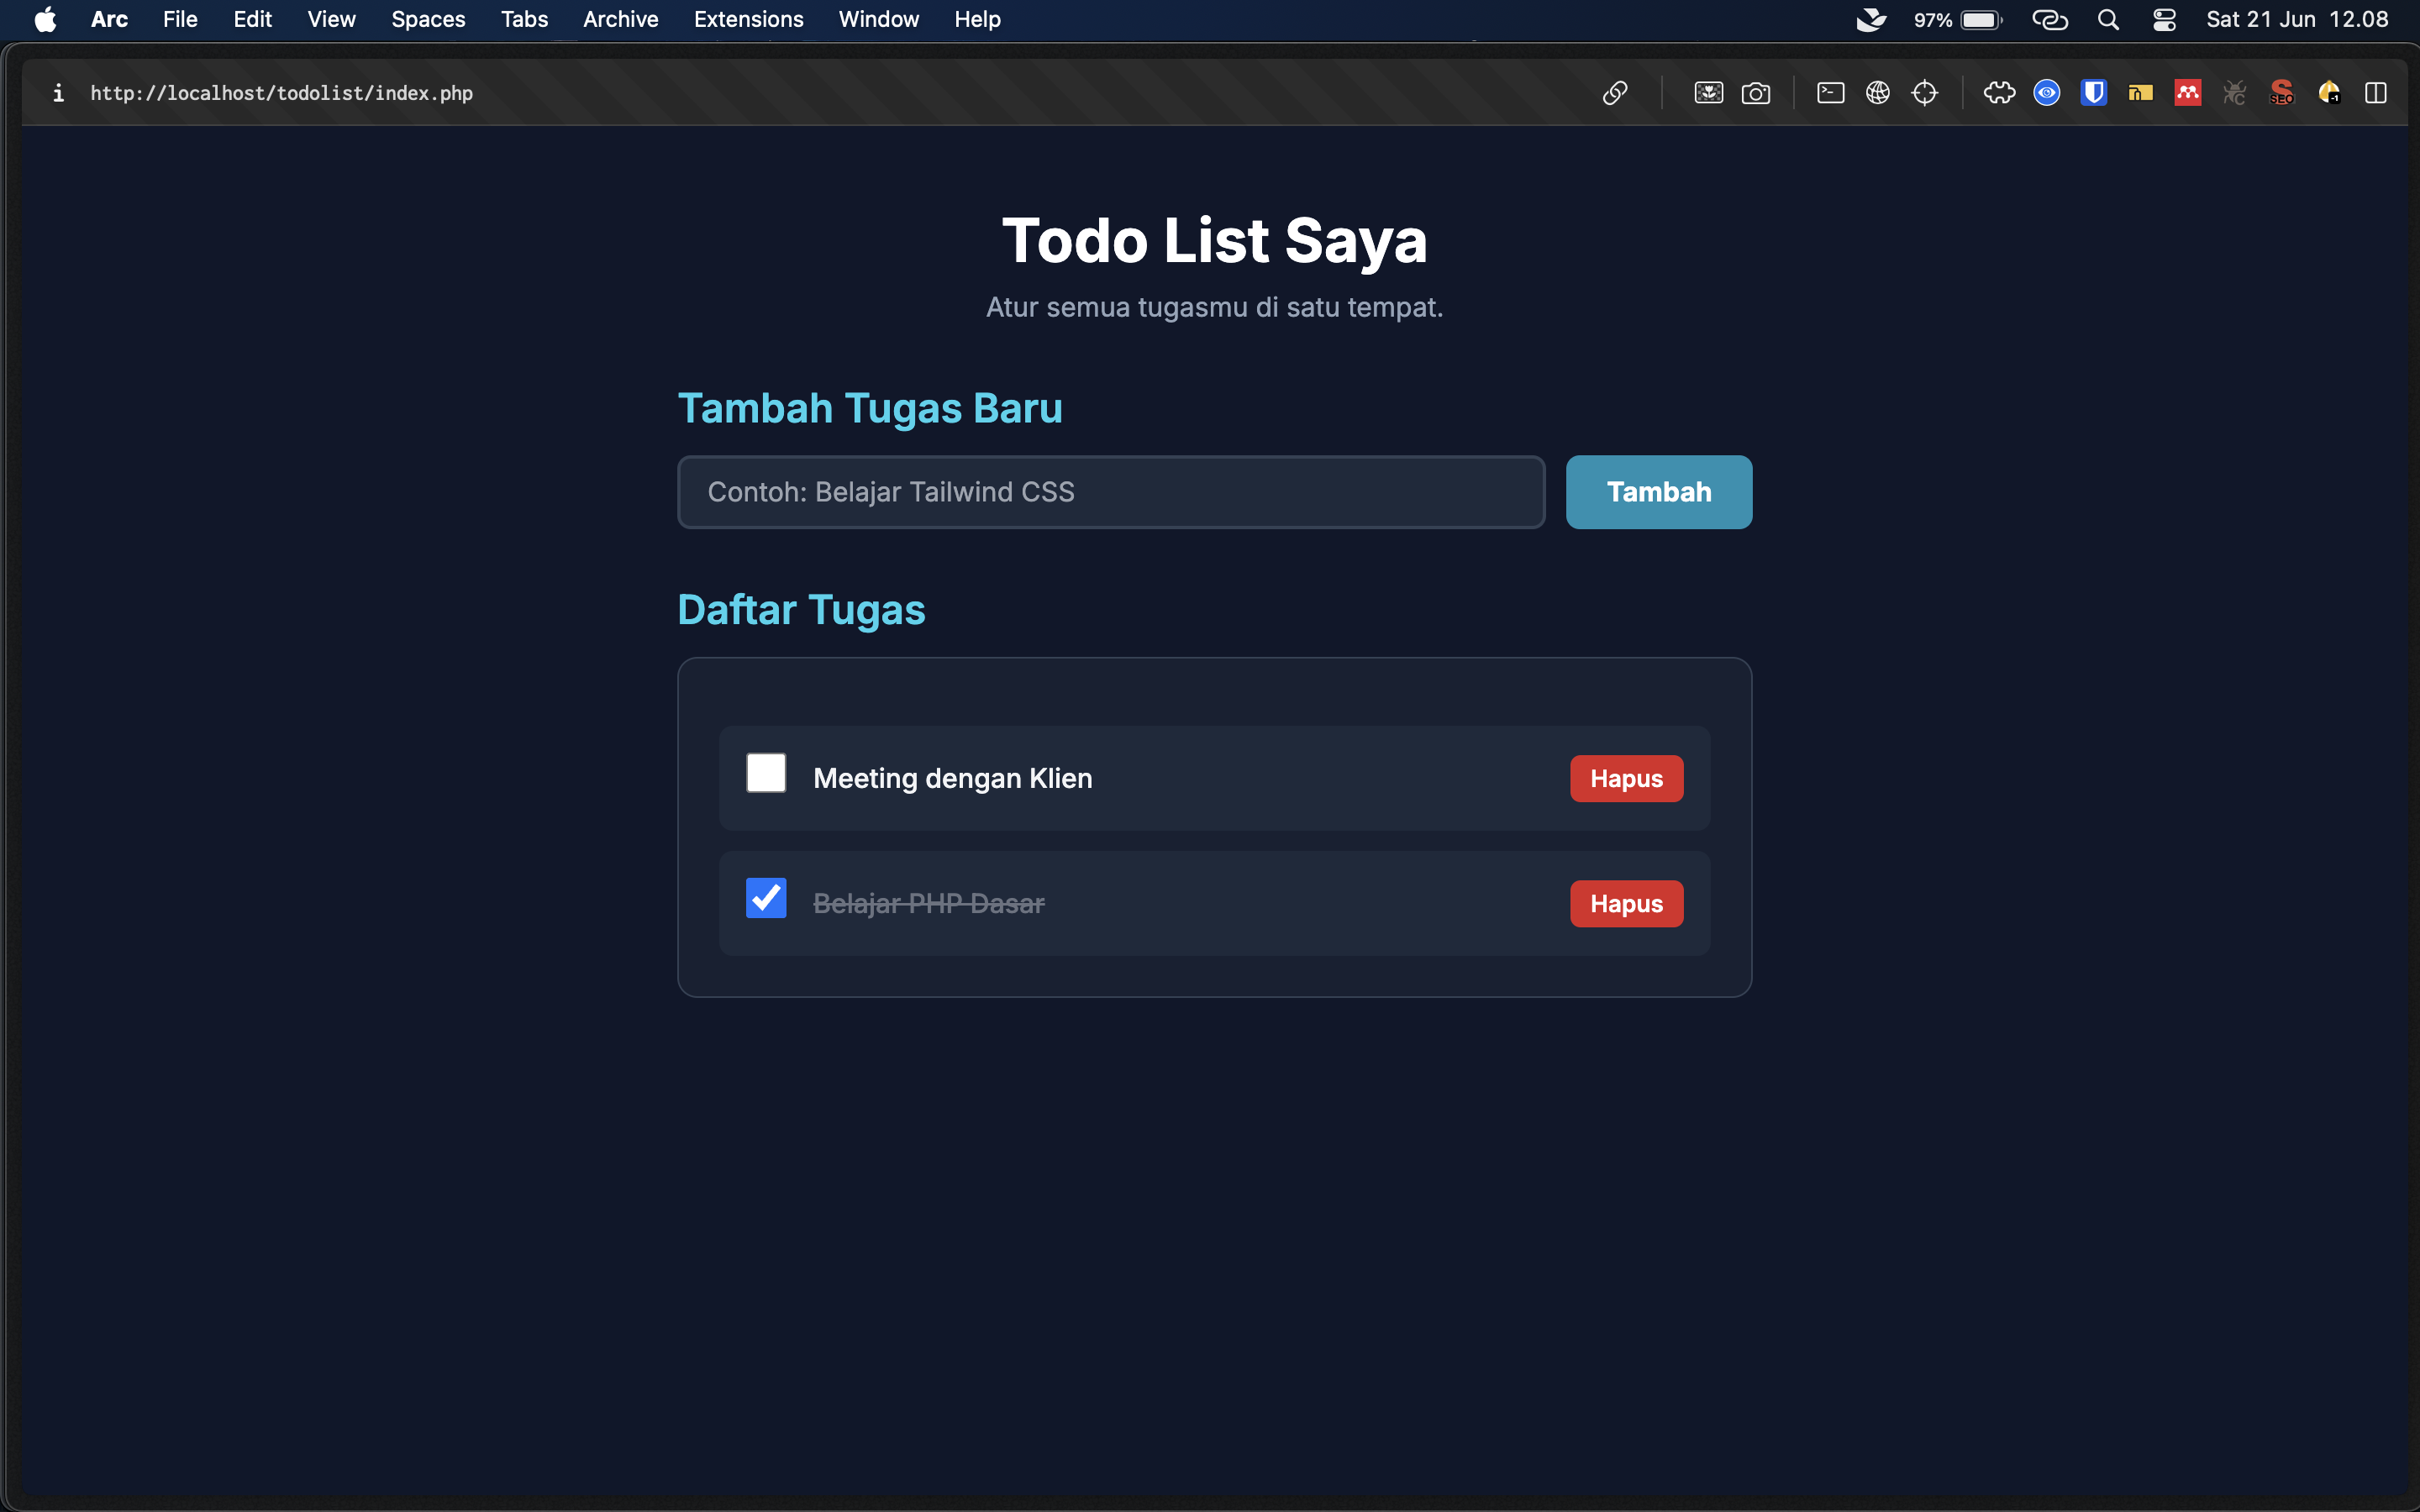 Arc File Edit View Spaces Tabs Archive Extensions Window Help 97% Sat 21 Jun 12.08
i http://localhost/todolist/index.php SEO -1
Todo List Saya
Atur semua tugasmu di satu tempat.
Tambah Tugas Baru
Contoh: Belajar Tailwind CSS Tambah
Daftar Tugas
Meeting dengan Klien Hapus
Belajar PHP Dasar Hapus